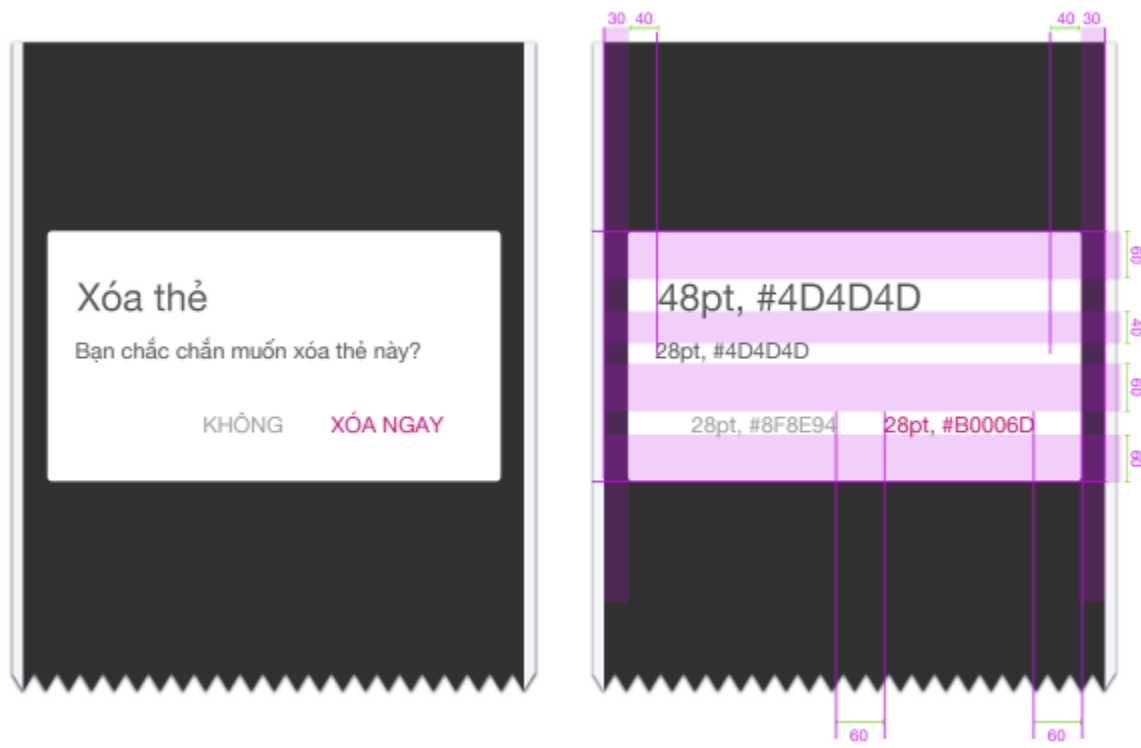 30 40
40 30
Xóa thẻ
Bạn chắc chắn muốn xóa thẻ này?
KHÔNG XÓA NGAY
60
48pt, #4D4D4D
40
28pt, #4D4D4D
60
28pt, #8F8E94 28pt, #B0006D
60
60 60